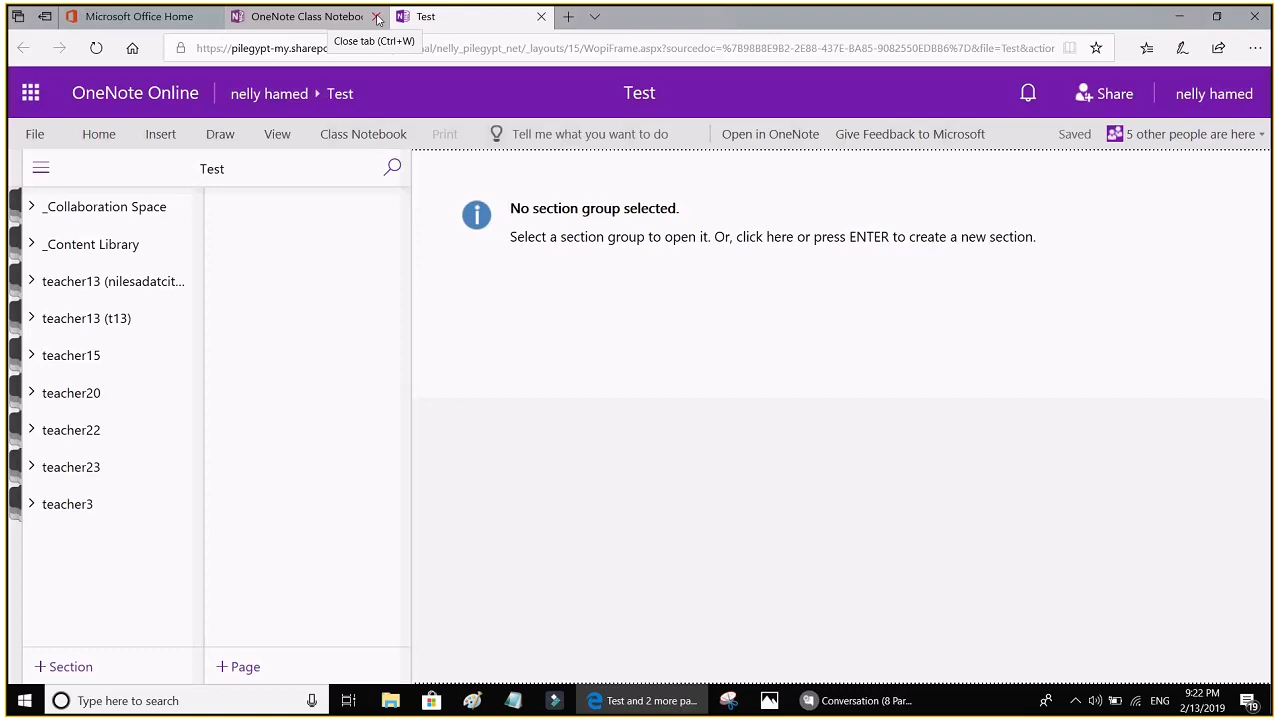 Microsoft Office Home
OneNote Class Noteboo
Test
Close tab (Ctrl+W)
https://pilegypt-my.sharepo
al/nelly_pilegypt_net/_layouts/15/WopiFrame.aspx?sourcedoc=%7B98B8E9B2-2E88-437E-BA85-9082550EDBB6%7D&file=Test&action
OneNote Online
nelly hamed ▸ Test
Test
Share
nelly hamed
File Home Insert Draw View Class Notebook Print Tell me what you want to do Open in OneNote Give Feedback to Microsoft Saved 5 other people are here
Test
_Collaboration Space
_Content Library
teacher13 (nilesadatcit...
teacher13 (t13)
teacher15
teacher20
teacher22
teacher23
teacher3
No section group selected.
Select a section group to open it. Or, click here or press ENTER to create a new section.
+ Section
+ Page
Type here to search
Test and 2 more pa...
Conversation (8 Par...
ENG
9:22 PM
2/13/2019
19